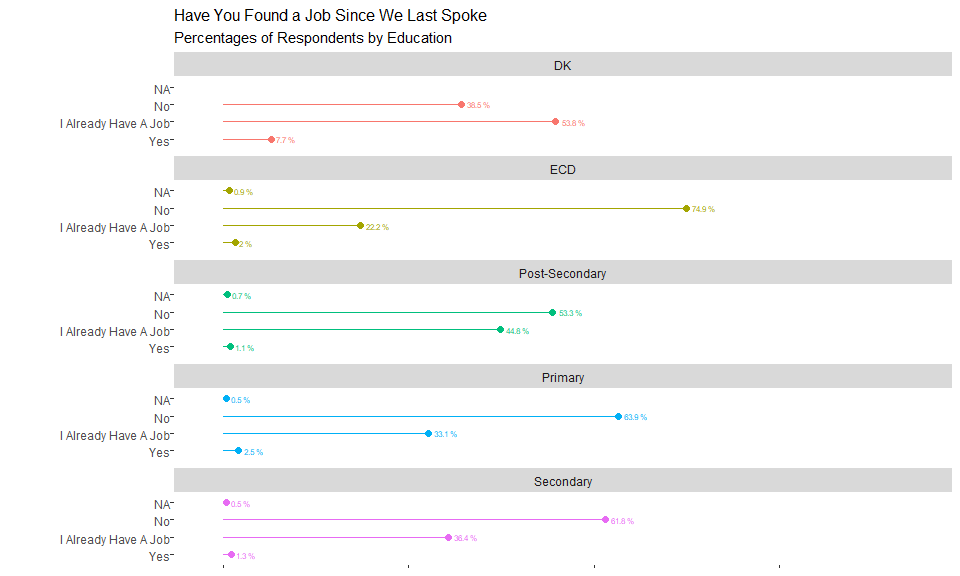 Have You Found a Job Since We Last Spoke
Percentages of Respondents by Education
DK
NA
No 38.5 %
I Already Have A Job 53.8 %
Yes 7.7 %
ECD
NA 0.9 %
No 74.9 %
I Already Have A Job 22.2 %
Yes 2 %
Post-Secondary
NA 0.7 %
No 53.3 %
I Already Have A Job 44.8 %
Yes 1.1 %
Primary
NA 0.5 %
No 63.9 %
I Already Have A Job 33.1 %
Yes 2.5 %
Secondary
NA 0.5 %
No 61.8 %
I Already Have A Job 36.4 %
Yes 1.3 %